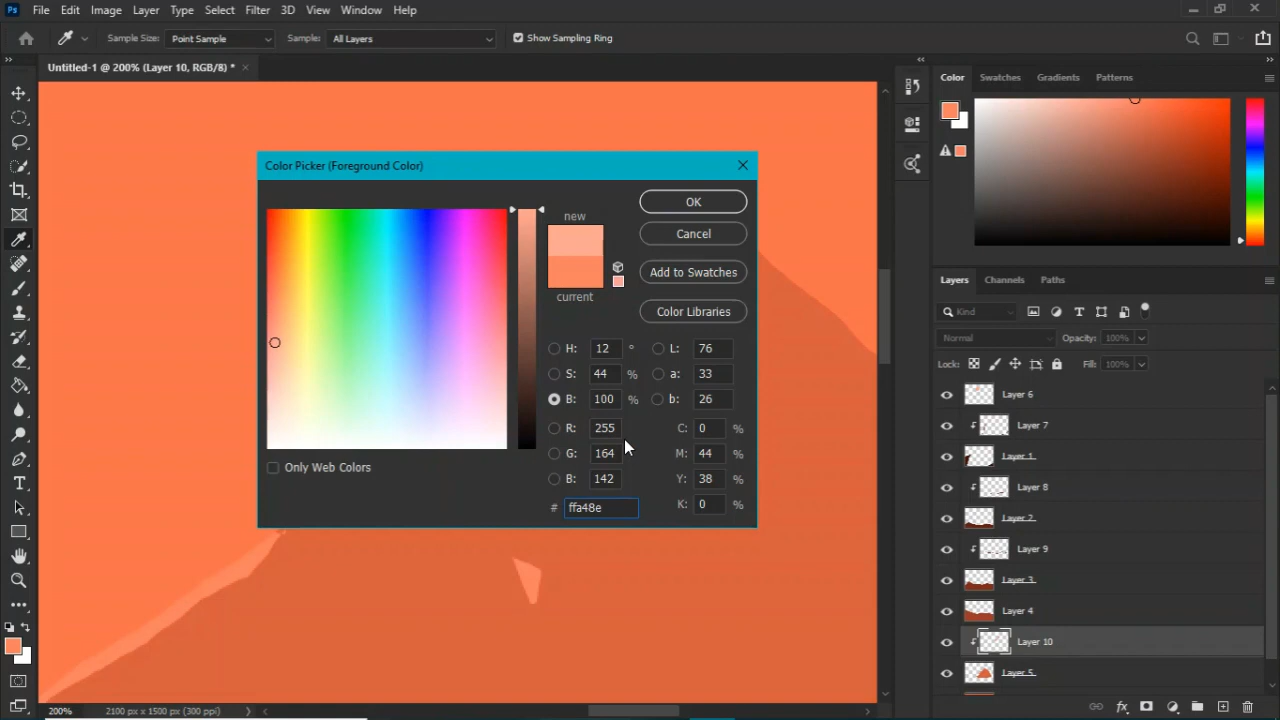 Ps File Edit Image Layer Type Select Filter 3D View Window Help
Sample Size: Point Sample Sample: All Layers Show Sampling Ring
Untitled-1 @ 200% (Layer 10, RGB/8) *
Color Swatches Gradients Patterns
Color Picker (Foreground Color)
new
current
OK
Cancel
Add to Swatches
Color Libraries
H: 12 ° L: 76
S: 44 % a: 33
B: 100 % b: 26
R: 255 C: 0 %
G: 164 M: 44 %
B: 142 Y: 38 %
# ffa48e K: 0 %
Only Web Colors
Layers Channels Paths
Kind
Normal Opacity: 100%
Lock: Fill: 100%
Layer 6
Layer 7
Layer 1
Layer 8
Layer 2
Layer 9
Layer 3
Layer 4
Layer 10
Layer 5
200% 2100 px x 1500 px (300 ppi)